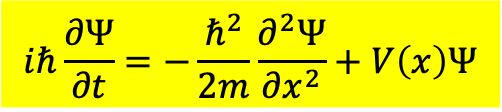 iħ ∂Ψ/∂t = − ħ²/2m ∂²Ψ/∂x² + V(x)Ψ